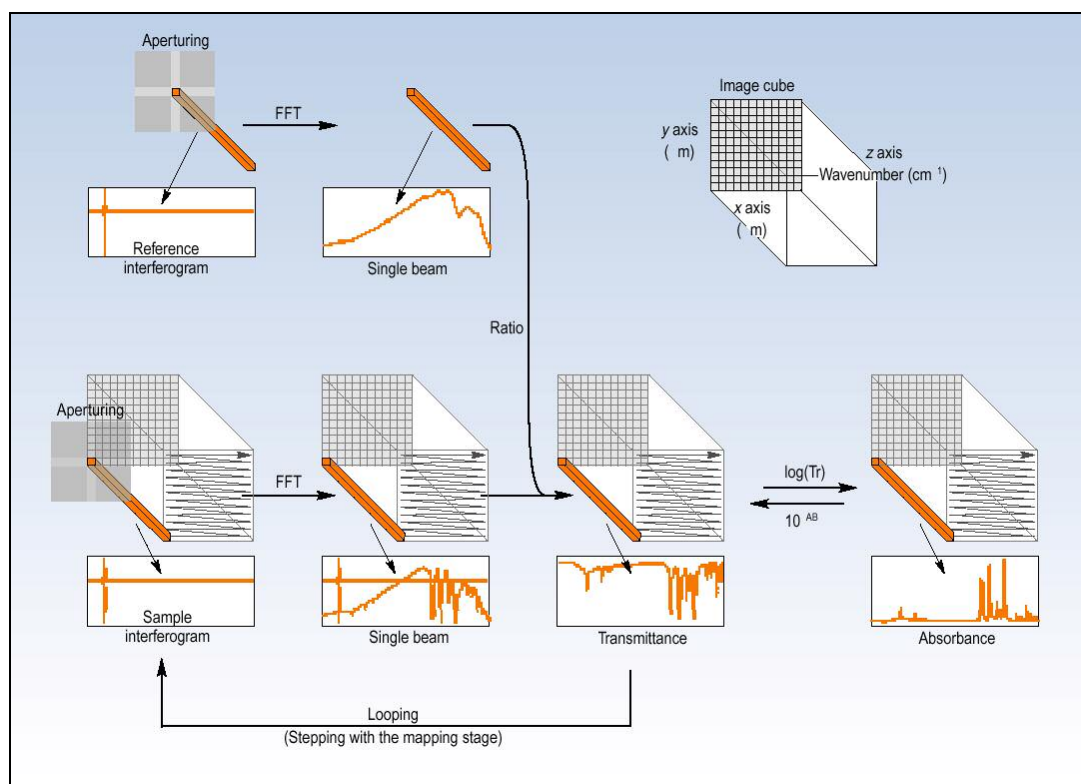 Aperturing
FFT
Reference
interferogram
Single beam
Ratio
Image cube
y axis
( m)
z axis
Wavenumber (cm 1)
x axis
( m)
Aperturing
FFT
log(Tr)
10 AB
Sample
interferogram
Single beam
Transmittance
Absorbance
Looping
(Stepping with the mapping stage)